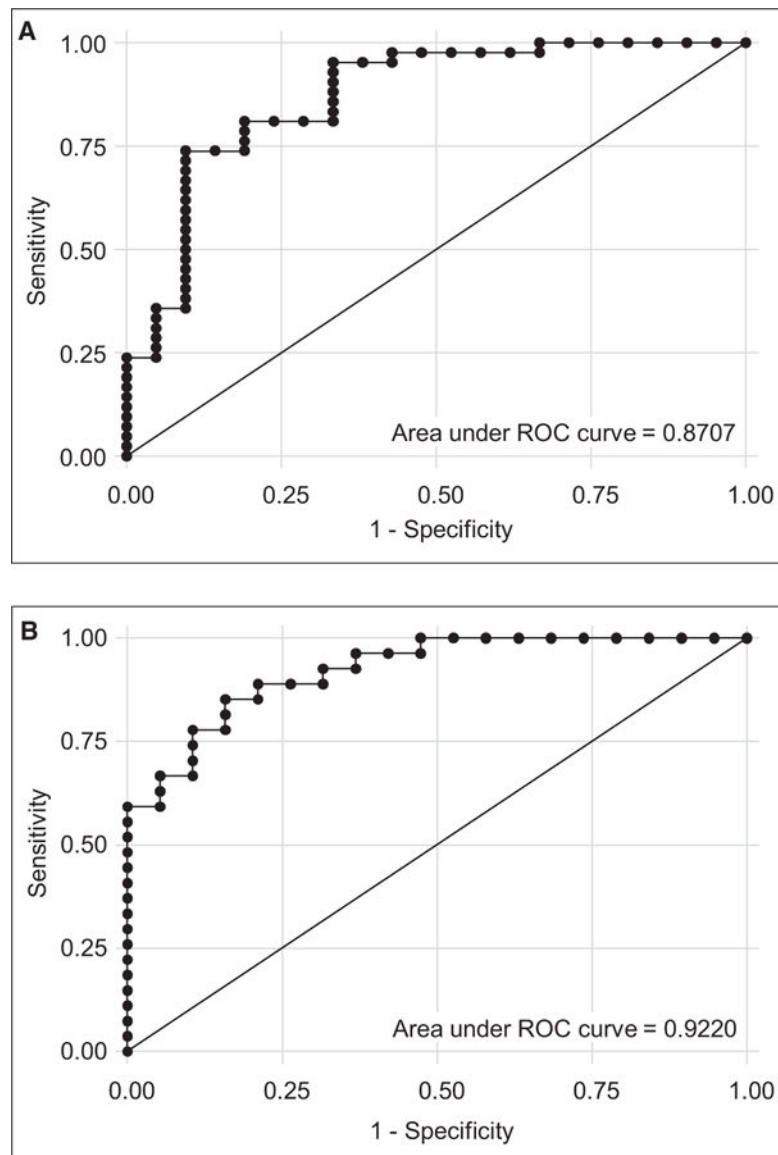 A
1.00
0.75
0.50
0.25
0.00
Sensitivity
Area under ROC curve = 0.8707
0.00 0.25 0.50 0.75 1.00
1 - Specificity
B
1.00
0.75
0.50
0.25
0.00
Sensitivity
Area under ROC curve = 0.9220
0.00 0.25 0.50 0.75 1.00
1 - Specificity